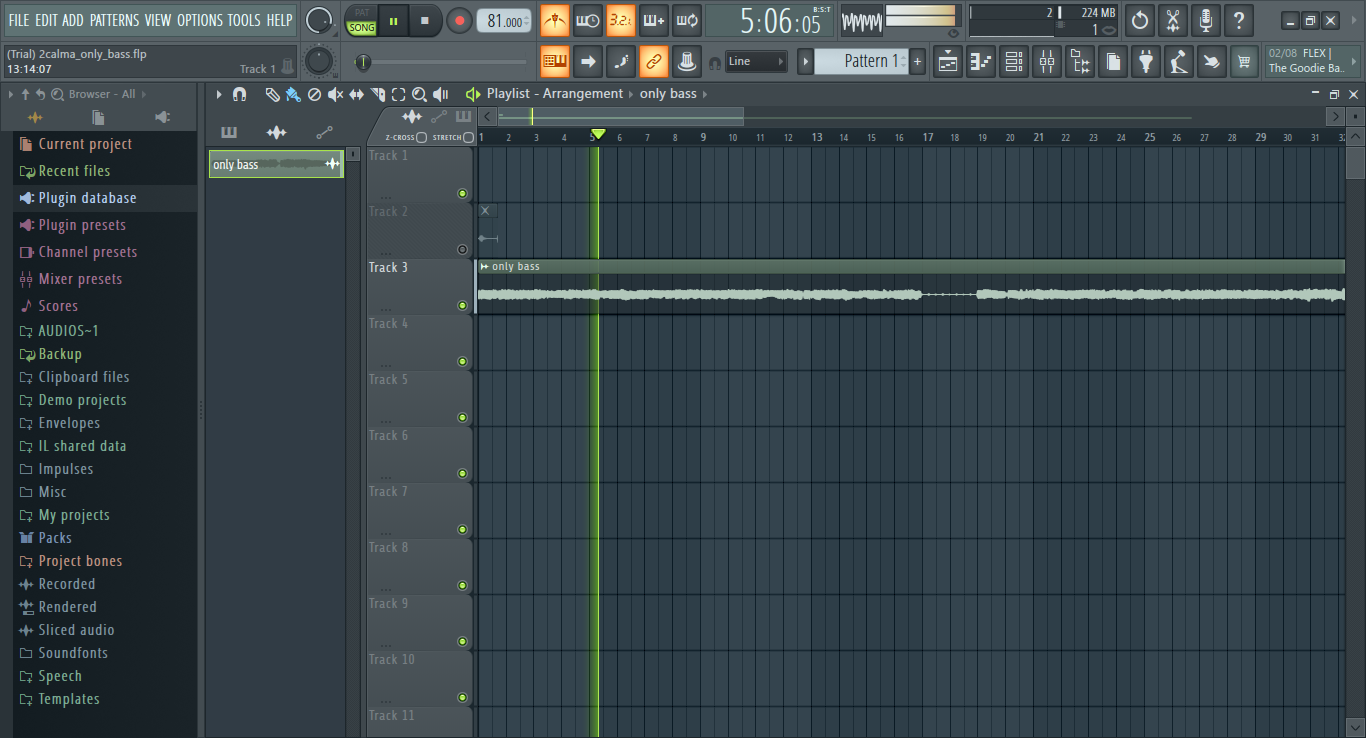 FILE EDIT ADD PATTERNS VIEW OPTIONS TOOLS HELP
PAT
SONG
81.000
3.2.
5:06:05
B:S:T
2
224 MB
1
?
(Trial) 2calma_only_bass.flp
13:14:07
Track 1
Line
Pattern 1
+
02/08 FLEX |
The Goodie Ba..
Browser - All
Playlist - Arrangement
only bass
Z-CROSS
STRETCH
1 2 3 4 5 6 7 8 9 10 11 12 13 14 15 16 17 18 19 20 21 22 23 24 25 26 27 28 29 30 31 32
Current project
Recent files
Plugin database
Plugin presets
Channel presets
Mixer presets
Scores
AUDIOS~1
Backup
Clipboard files
Demo projects
Envelopes
IL shared data
Impulses
Misc
My projects
Packs
Project bones
Recorded
Rendered
Sliced audio
Soundfonts
Speech
Templates
only bass
Track 1
Track 2
Track 3
only bass
Track 4
Track 5
Track 6
Track 7
Track 8
Track 9
Track 10
Track 11